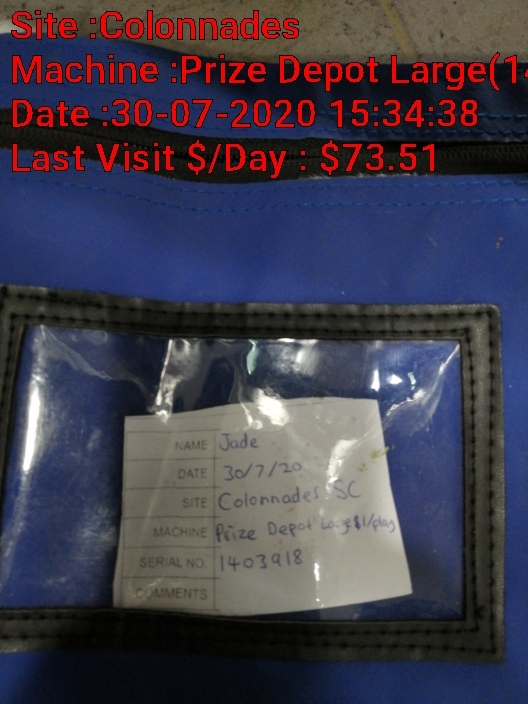 Site :Colonnades
Machine :Prize Depot Large(14
Date :30-07-2020 15:34:38
Last Visit $/Day : $73.51
NAME Jade
DATE 30/7/20
SITE Colonnades SC
MACHINE Prize Depot Large $1/play
SERIAL NO. 1403918
COMMENTS